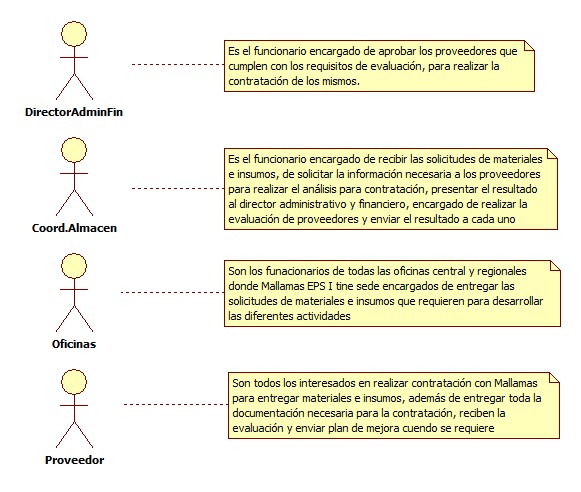 Es el funcionario encargado de aprobar los proveedores que
cumplen con los requisitos de evaluación, para realizar la
contratación de los mismos.
DirectorAdminFin
Es el funcionario encargado de recibir las solicitudes de materiales
e insumos, de solicitar la información necesaria a los proveedores
para realizar el análisis para contratación, presentar el resultado
al director administrativo y financiero, encargado de realizar la
evaluación de proveedores y enviar el resultado a cada uno
Coord.Almacen
Son los funacionarios de todas las oficinas central y regionales
donde Mallamas EPS I tine sede encargados de entregar las
solicitudes de materiales e insumos que requieren para desarrollar
las diferentes actividades
Oficinas
Son todos los interesados en realizar contratación con Mallamas
para entregar materiales e insumos, además de entregar toda la
documentación necesaria para la contratación, reciben la
evaluación y enviar plan de mejora cuendo se requiere
Proveedor